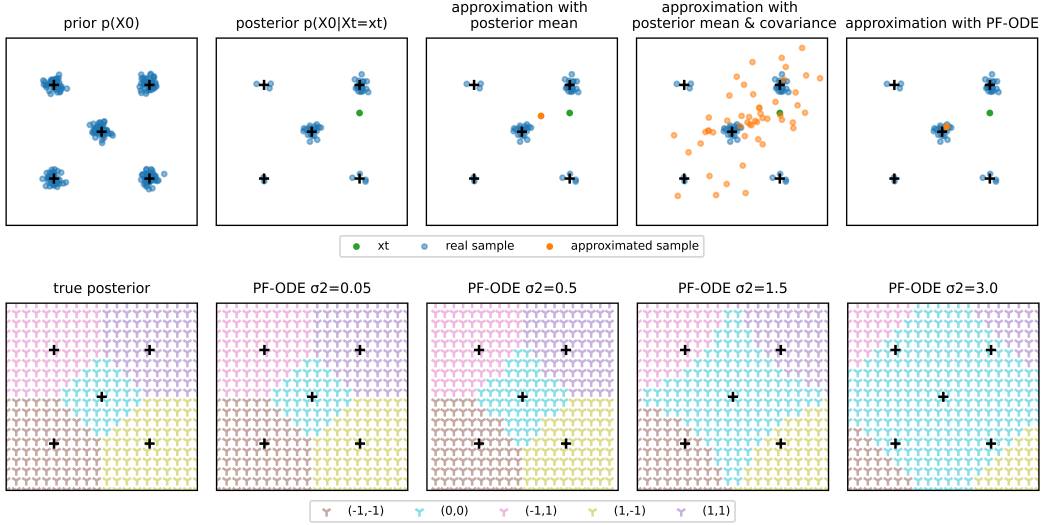 prior p(X0)
posterior p(X0|Xt=xt)
approximation with
posterior mean
approximation with
posterior mean & covariance
approximation with PF-ODE
xt
real sample
approximated sample
true posterior
PF-ODE σ2=0.05
PF-ODE σ2=0.5
PF-ODE σ2=1.5
PF-ODE σ2=3.0
(-1,-1)
(0,0)
(-1,1)
(1,-1)
(1,1)